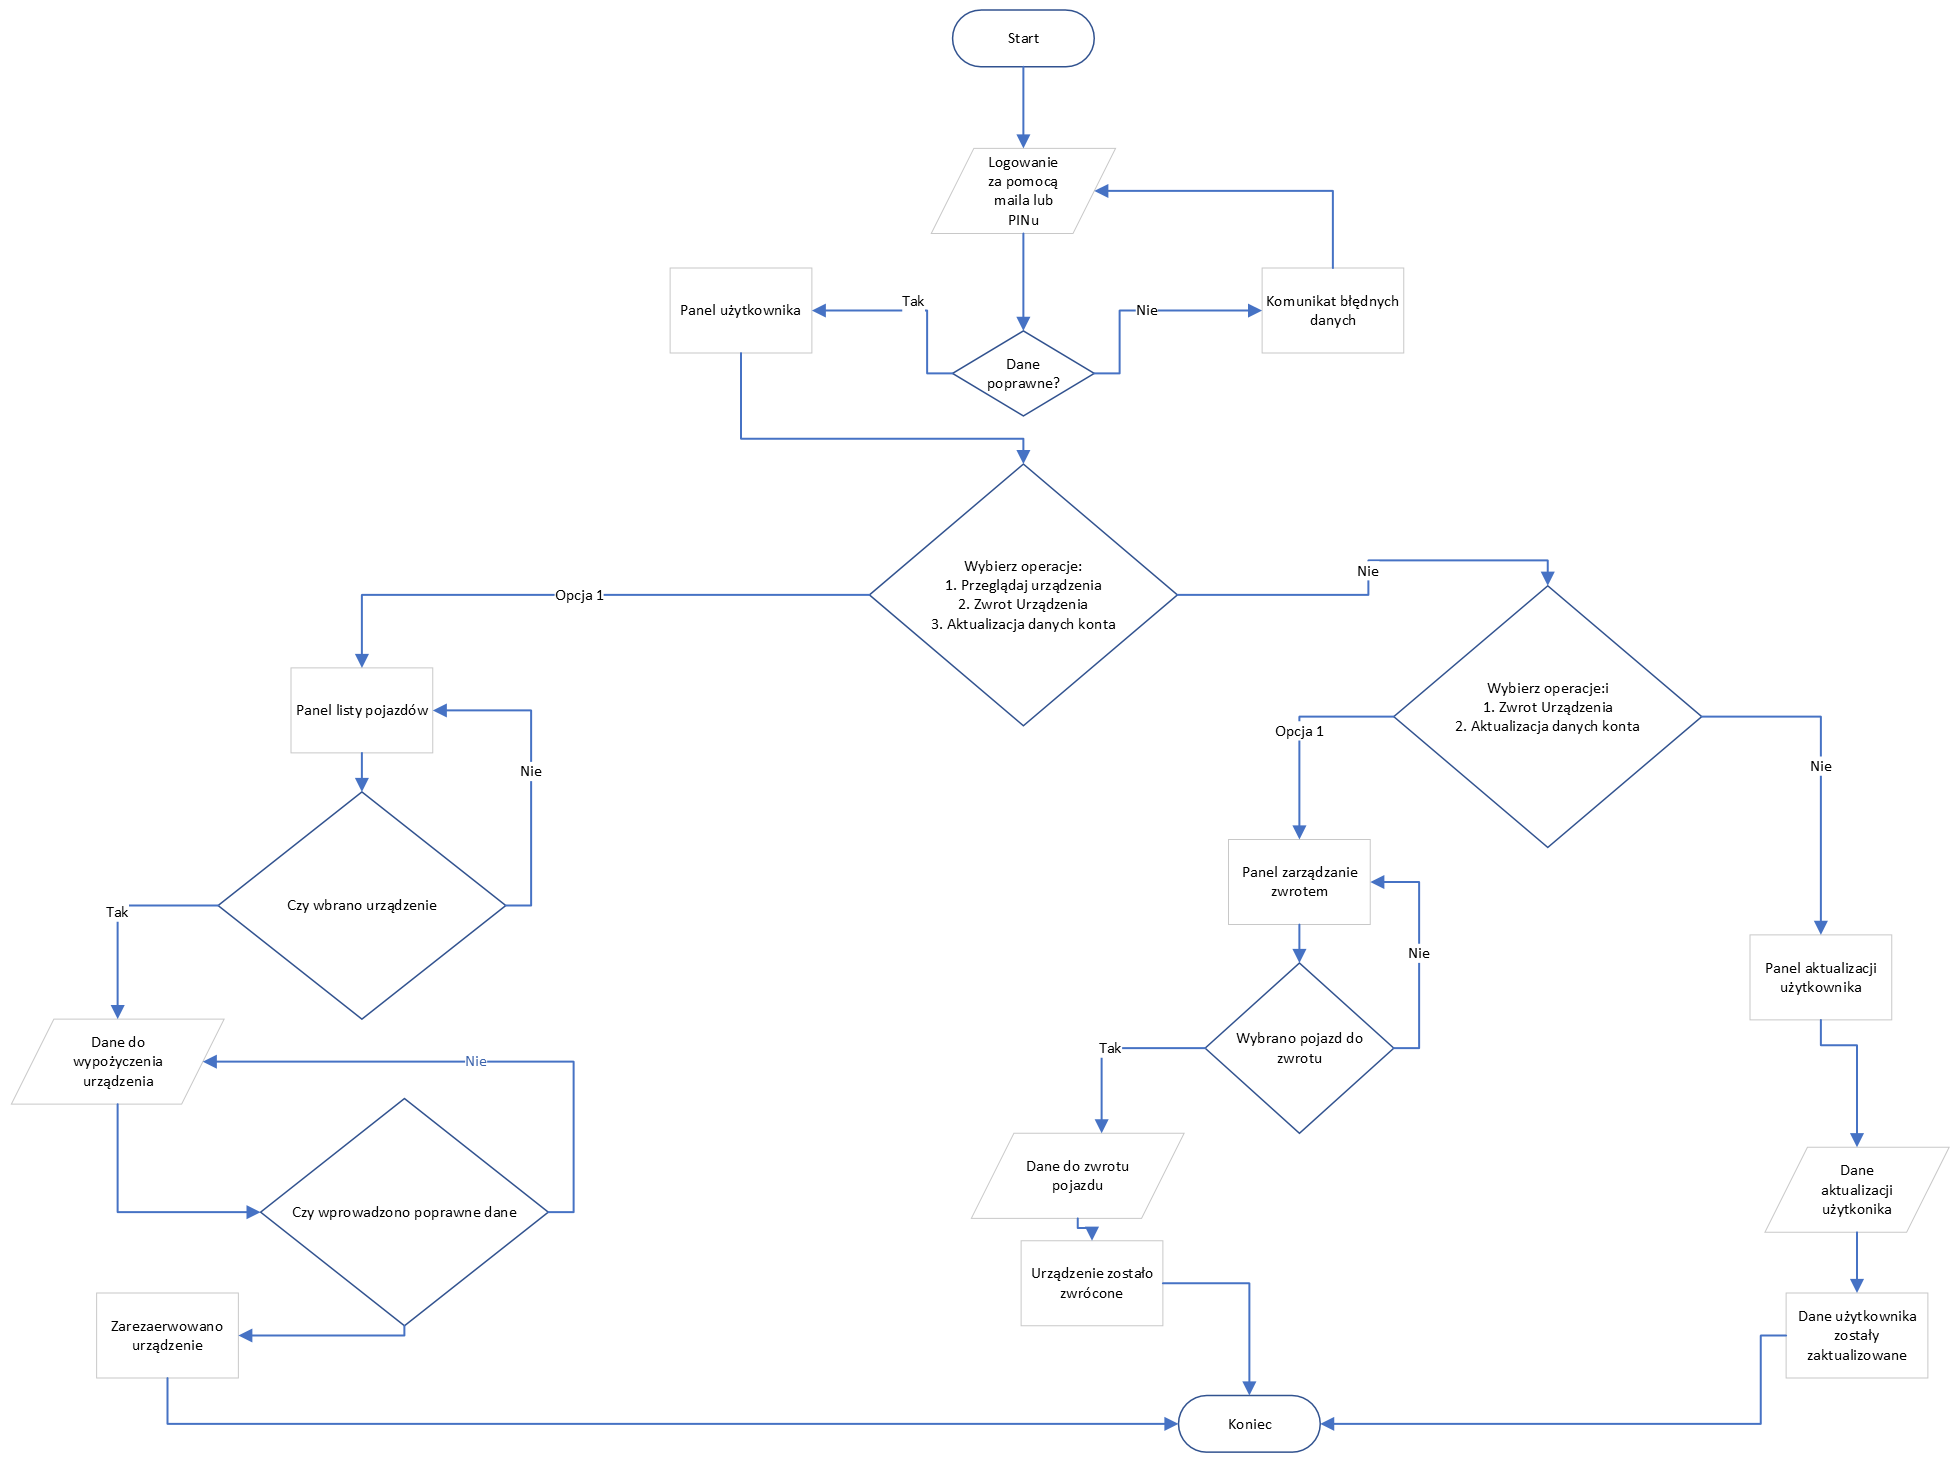 Start
Logowanie
za pomocą
maila lub
PINu
Panel użytkownika
Tak
Nie
Komunikat błędnych
danych
Dane
poprawne?
Wybierz operacje:
1. Przeglądaj urządzenia
2. Zwrot Urządzenia
3. Aktualizacja danych konta
Opcja 1
Nie
Panel listy pojazdów
Nie
Wybierz operacje:i
1. Zwrot Urządzenia
2. Aktualizacja danych konta
Opcja 1
Nie
Czy wbrano urządzenie
Tak
Panel zarządzanie
zwrotem
Nie
Panel aktualizacji
użytkownika
Dane do
wypożyczenia
urządzenia
Nie
Wybrano pojazd do
zwrotu
Tak
Czy wprowadzono poprawne dane
Dane do zwrotu
pojazdu
Dane
aktualizacji
użytkonika
Zarezaerwowano
urządzenie
Urządzenie zostało
zwrócone
Dane użytkownika
zostały
zaktualizowane
Koniec